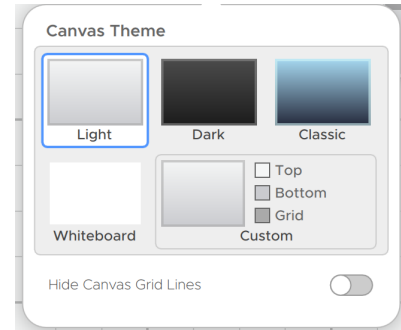 Canvas Theme
Light
Dark
Classic
Top
Bottom
Grid
Whiteboard
Custom
Hide Canvas Grid Lines